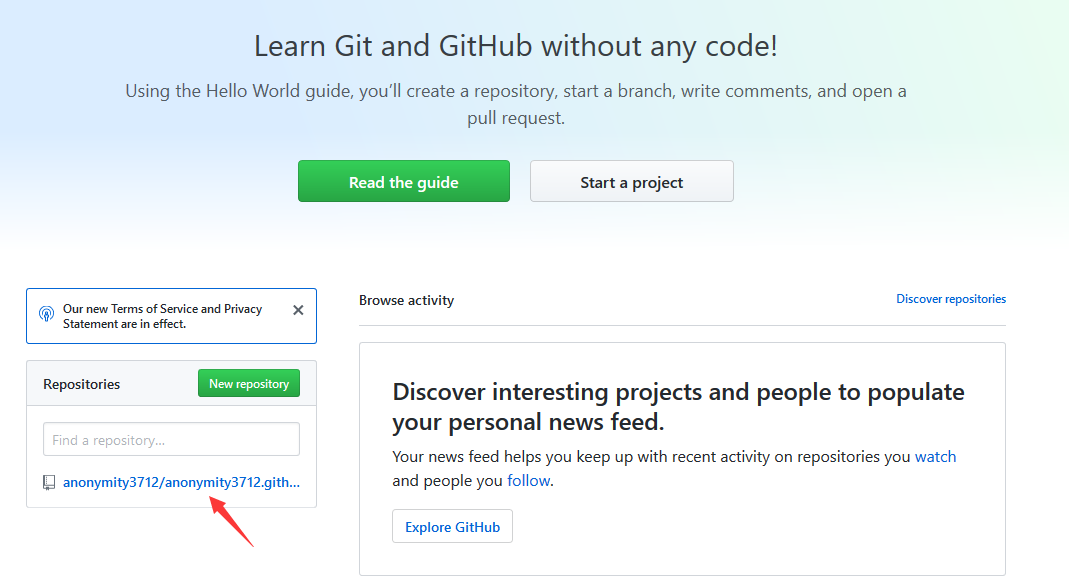 Learn Git and GitHub without any code!
Using the Hello World guide, you’ll create a repository, start a branch, write comments, and open a
pull request.
Read the guide
Start a project
Our new Terms of Service and Privacy
Statement are in effect.
Repositories
New repository
Find a repository...
anonymity3712/anonymity3712.gith...
Browse activity
Discover repositories
Discover interesting projects and people to populate
your personal news feed.
Your news feed helps you keep up with recent activity on repositories you watch
and people you follow.
Explore GitHub